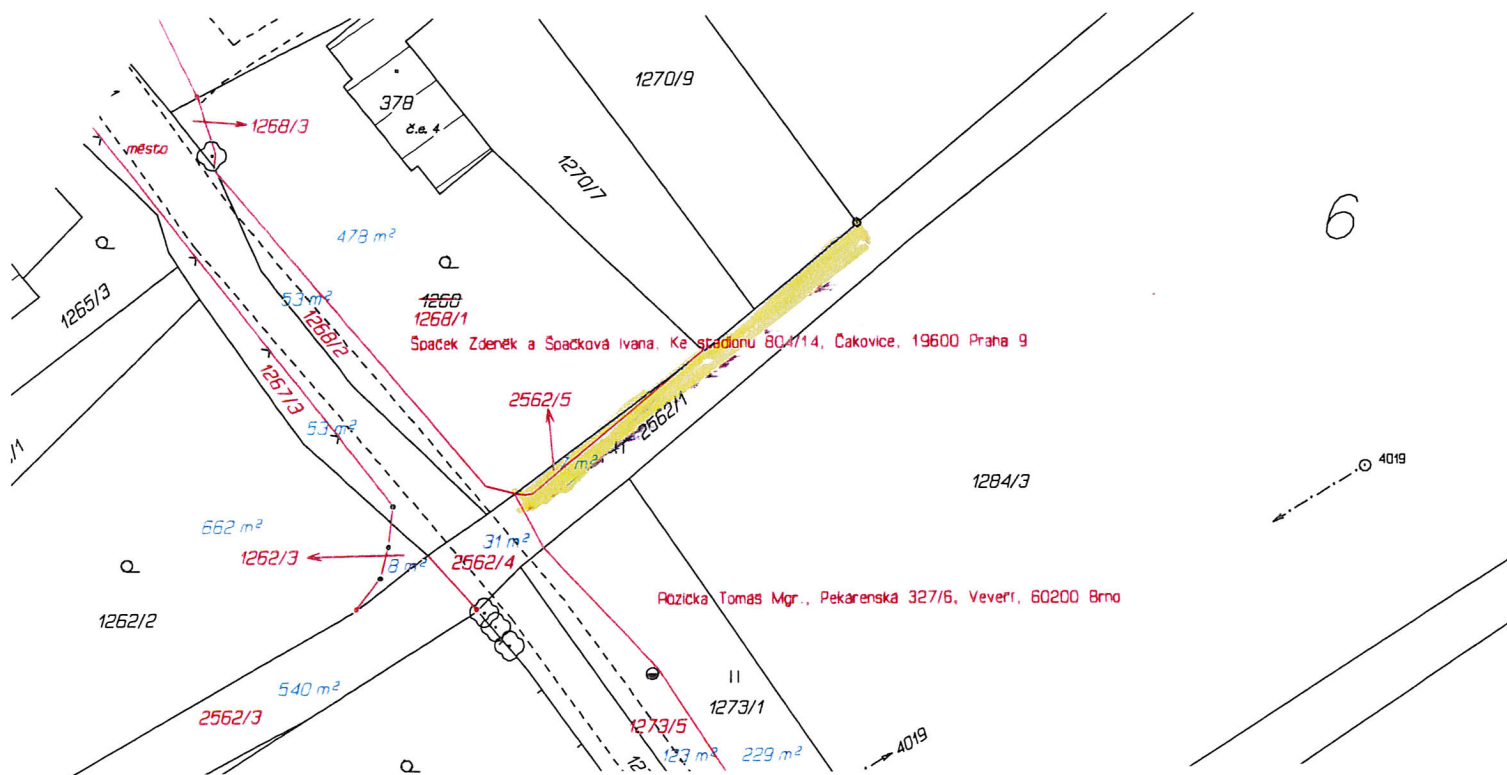 1270/9
378
č.e. 4
1268/3
město
1270/7
6
478 m²
1265/3
53 m²
1268/2
1268
1268/1
Špaček Zdeněk a Špačková Ivana, Ke stadionu 804/14, Čakovice, 19600 Praha 9
1267/3
2562/5
2562/1
53 m²
7 m²
/1
4019
1284/3
662 m²
31 m²
1262/3
8 m²
2562/4
Růžička Tomáš Mgr., Pekárenská 327/6, Veveří, 60200 Brno
1262/2
540 m²
2562/3
1273/1
1273/5
4019
123 m²
229 m²